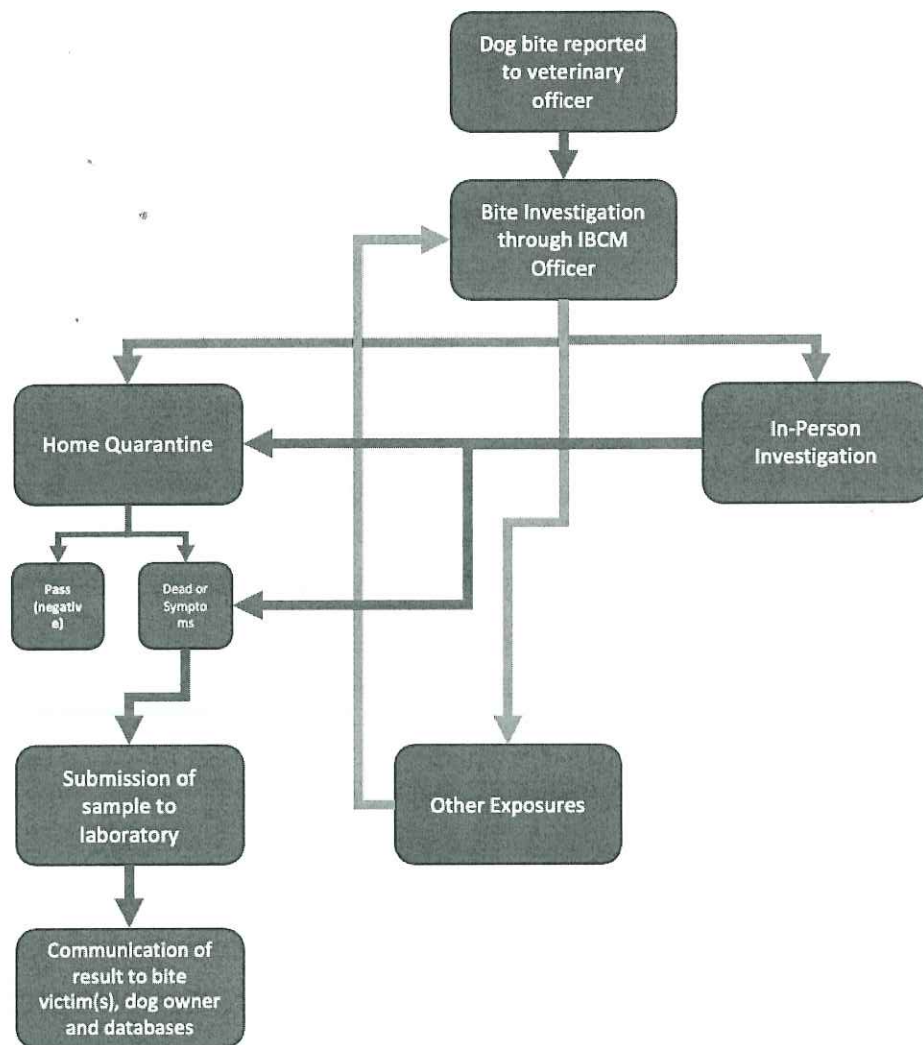 Dog bite reported
to veterinary
officer
Bite Investigation
through IBCM
Officer
Home Quarantine
In-Person
Investigation
Pass
(negativ
e)
Dead or
Sympto
ms
Submission of
sample to
laboratory
Other Exposures
Communication of
result to bite
victim(s), dog owner
and databases